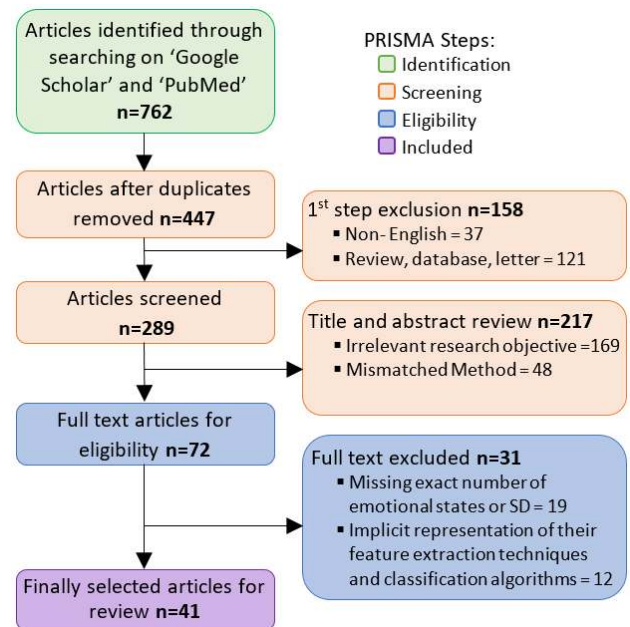 Articles identified through
searching on ‘Google
Scholar’ and ‘PubMed’
n=762
PRISMA Steps:
Identification
Screening
Eligibility
Included
Articles after duplicates
removed n=447
1st step exclusion n=158
▪ Non- English = 37
▪ Review, database, letter = 121
Articles screened
n=289
Title and abstract review n=217
▪ Irrelevant research objective =169
▪ Mismatched Method = 48
Full text articles for
eligibility n=72
Full text excluded n=31
▪ Missing exact number of
emotional states or SD = 19
▪ Implicit representation of their
feature extraction techniques
and classification algorithms = 12
Finally selected articles for
review n=41